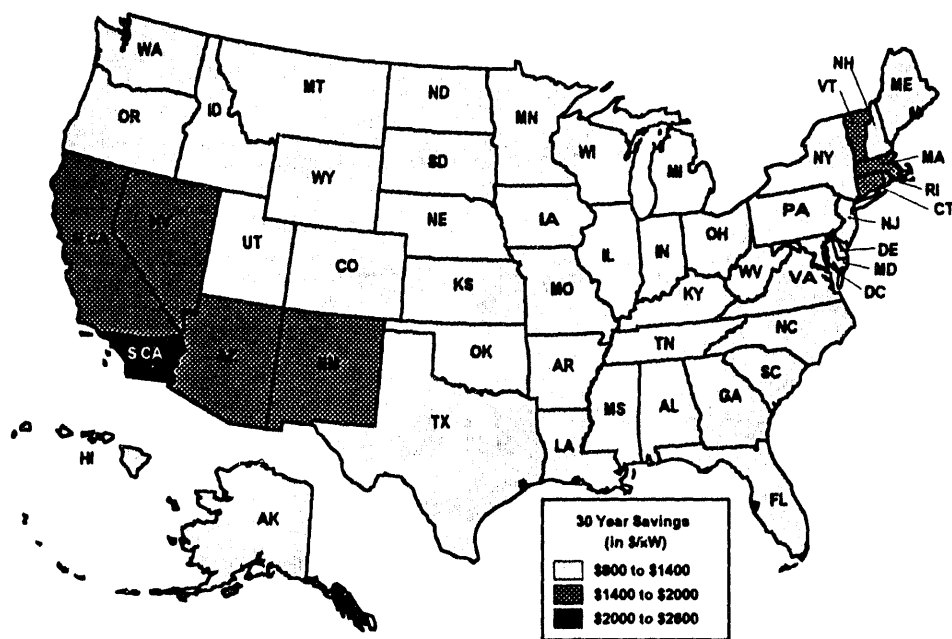 WA
MT
ND
MN
OR
ID
SD
WI
MI
WY
NE
IA
UT
CO
KS
MO
IL
IN
OH
PA
NY
VT
NH
ME
MA
RI
CT
NJ
DE
MD
DC
WV
VA
KY
NC
TN
SC
OK
AR
MS
AL
GA
TX
LA
FL
S CA
HI
AK
30 Year Savings
(in $/kW)
$800 to $1400
$1400 to $2000
$2000 to $2600